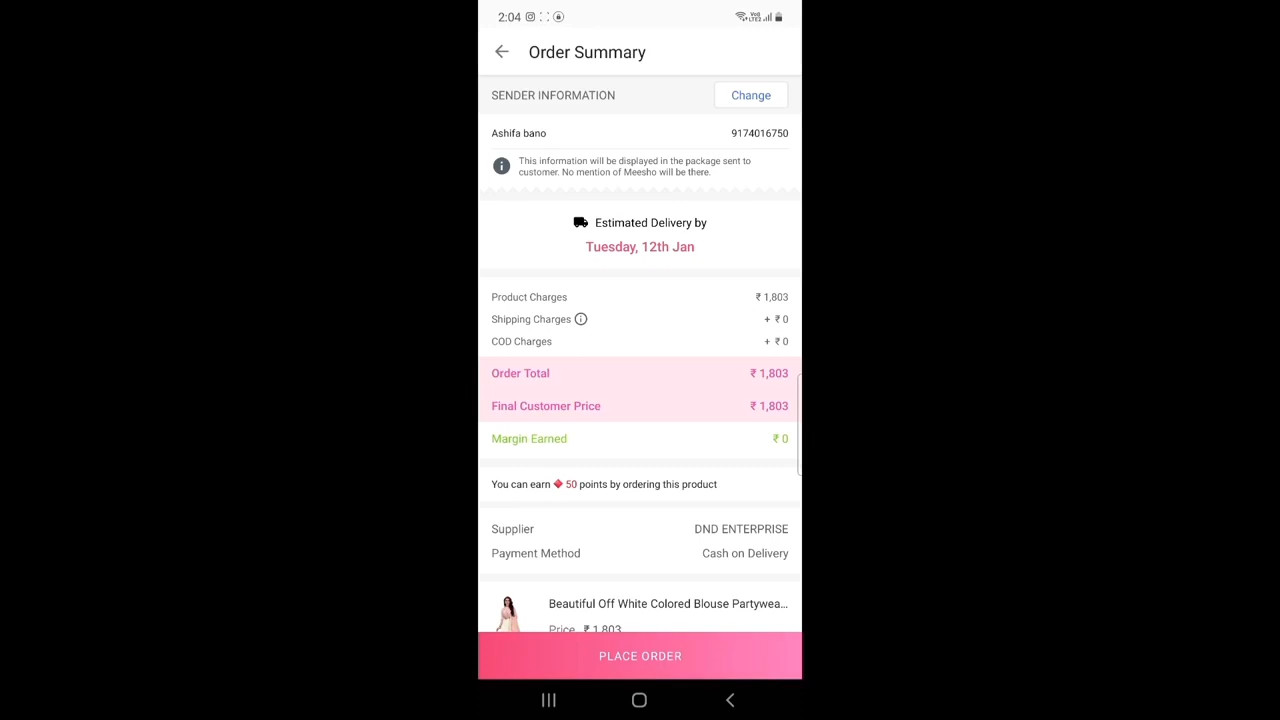 2:04
Order Summary
SENDER INFORMATION
Change
Ashifa bano 9174016750
This information will be displayed in the package sent to
customer. No mention of Meesho will be there.
Estimated Delivery by
Tuesday, 12th Jan
Product Charges ₹ 1,803
Shipping Charges + ₹ 0
COD Charges + ₹ 0
Order Total ₹ 1,803
Final Customer Price ₹ 1,803
Margin Earned ₹ 0
You can earn 50 points by ordering this product
Supplier DND ENTERPRISE
Payment Method Cash on Delivery
Beautiful Off White Colored Blouse Partywea...
Price ₹ 1,803
PLACE ORDER